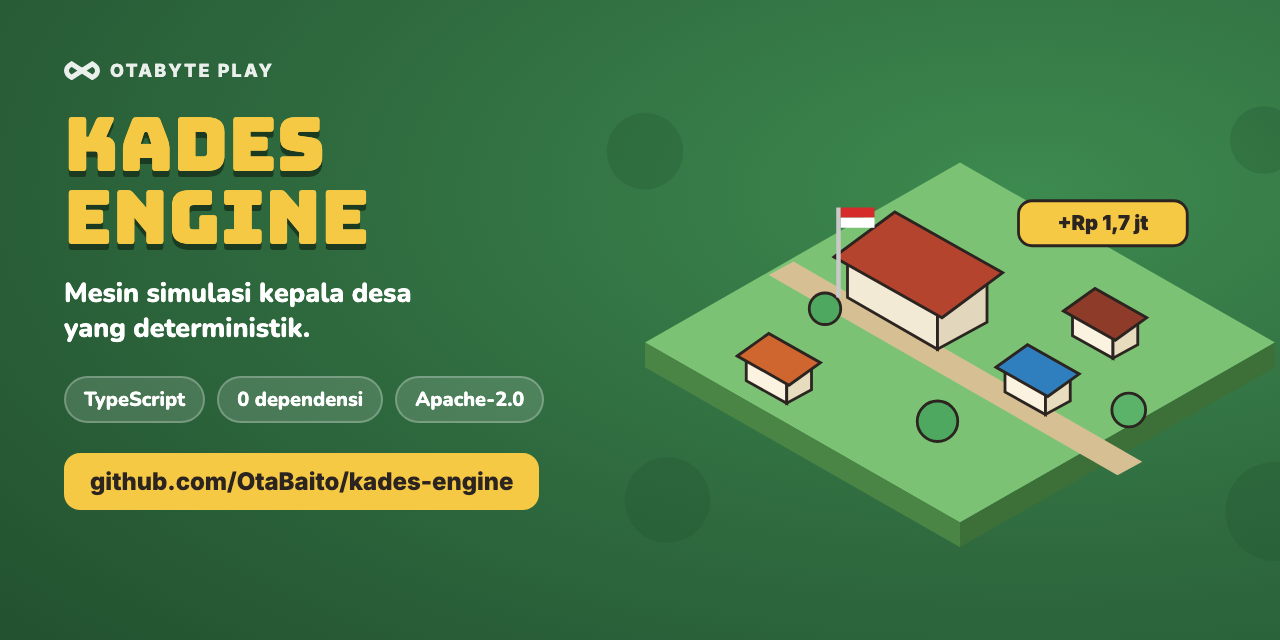 OTABYTE PLAY
KADES
ENGINE
Mesin simulasi kepala desa
yang deterministik.
TypeScript
0 dependensi
Apache-2.0
github.com/OtaBaito/kades-engine
+Rp 1,7 jt